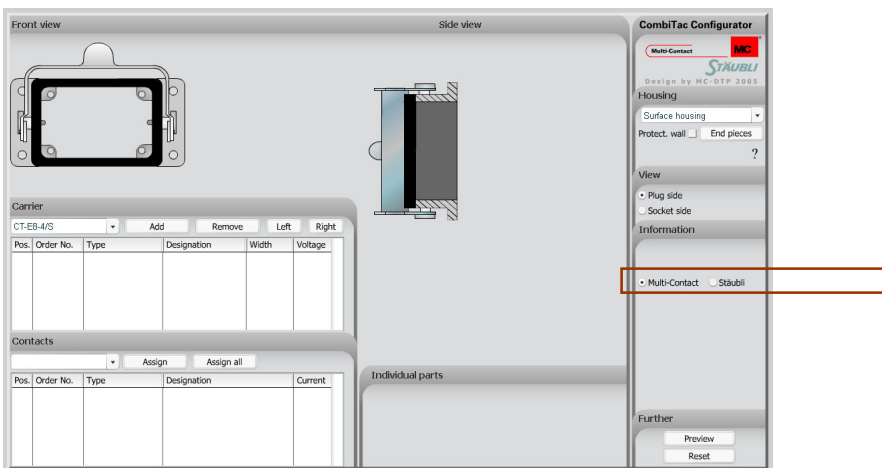 Front view
Side view
CombiTac Configurator
Multi-Contact
MC
STÄUBLI
Design by MC-DTP 2005
Housing
Surface housing
Protect. wall End pieces
?
View
Plug side
Socket side
Information
Multi-Contact Stäubli
Carrier
CT-E8-4/S Add Remove Left Right
Pos. Order No. Type Designation Width Voltage
Contacts
Assign Assign all
Pos. Order No. Type Designation Current
Individual parts
Further
Preview
Reset